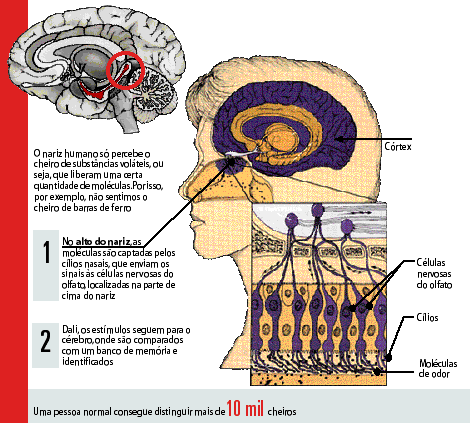 O nariz humano só percebe o
cheiro de substâncias voláteis, ou
seja, que liberam uma certa
quantidade de moléculas. Por isso,
por exemplo, não sentimos o
cheiro de barras de ferro
1
No alto do nariz, as
moléculas são captadas pelos
cílios nasais, que enviam os
sinais às células nervosas do
olfato, localizadas na parte de
cima do nariz
2
Dali, os estímulos seguem para o
cérebro, onde são comparados
com um banco de memória e
identificados
Córtex
Células
nervosas
do olfato
Cílios
Moléculas
de odor
Uma pessoa normal consegue distinguir mais de 10 mil cheiros